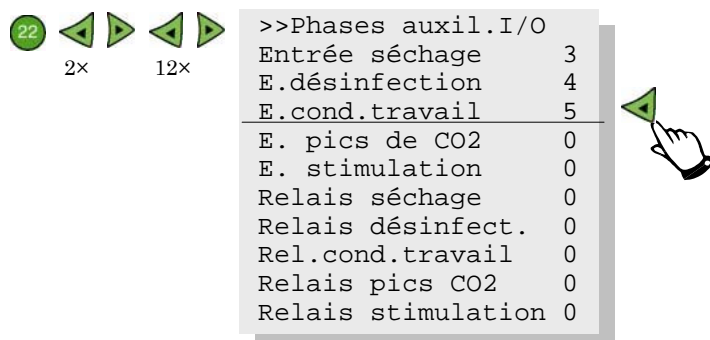 22
2× 12×
>>Phases auxil.I/O
Entrée séchage 3
E.désinfection 4
E.cond.travail 5
E. pics de CO2 0
E. stimulation 0
Relais séchage 0
Relais désinfect. 0
Rel.cond.travail 0
Relais pics CO2 0
Relais stimulation 0